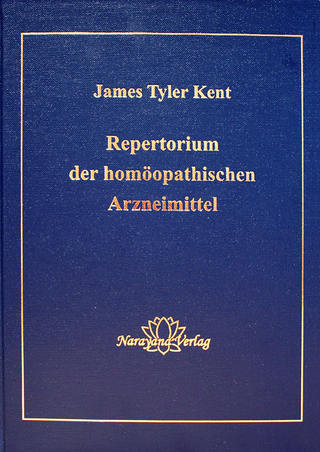 James Tyler Kent
Repertorium
der homöopathischen
Arzneimittel
Narayana-Verlag